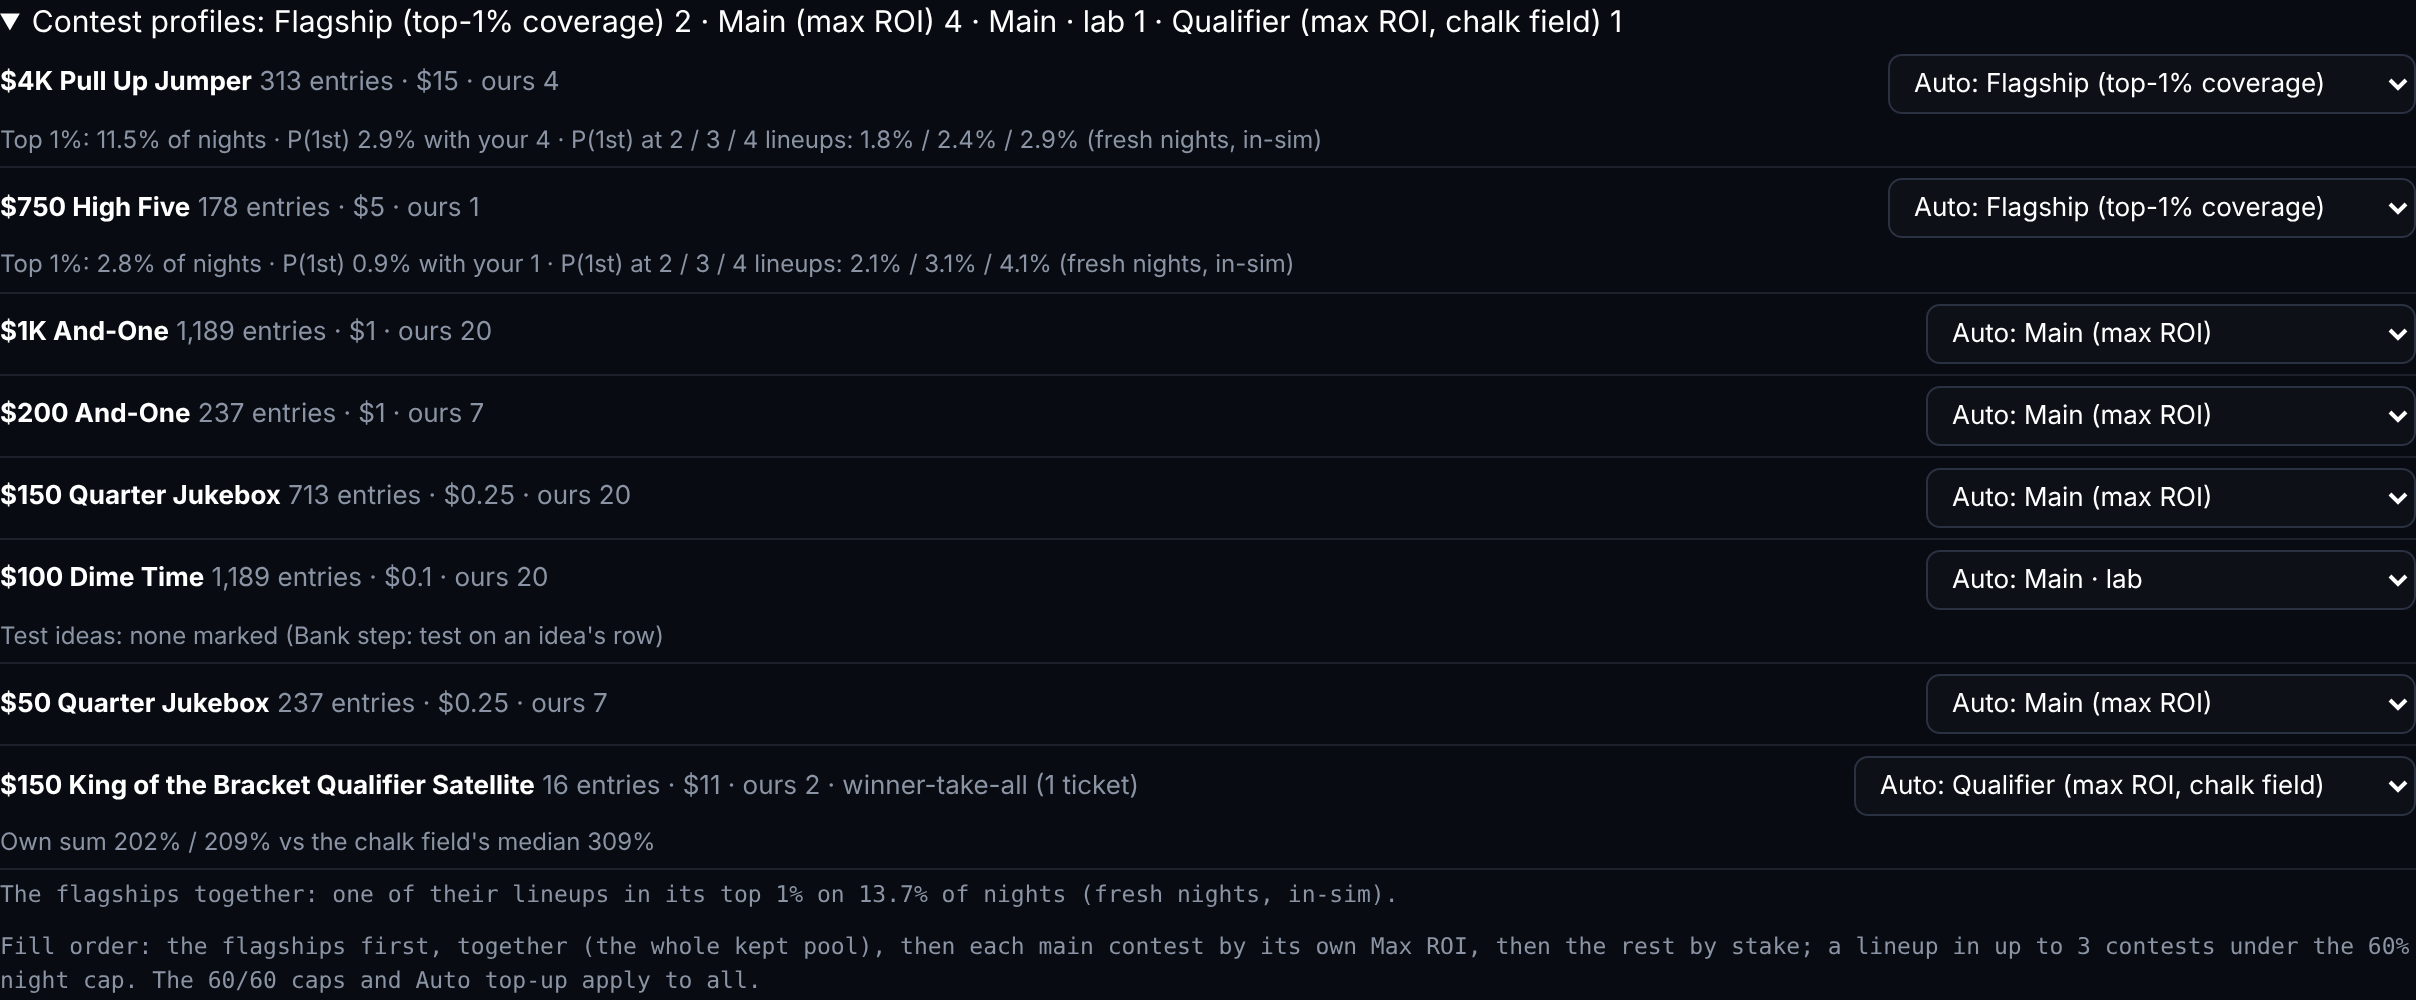 ▼ Contest profiles: Flagship (top-1% coverage) 2 · Main (max ROI) 4 · Main · lab 1 · Qualifier (max ROI, chalk field) 1
$4K Pull Up Jumper 313 entries · $15 · ours 4
Auto: Flagship (top-1% coverage)
Top 1%: 11.5% of nights · P(1st) 2.9% with your 4 · P(1st) at 2 / 3 / 4 lineups: 1.8% / 2.4% / 2.9% (fresh nights, in-sim)
$750 High Five 178 entries · $5 · ours 1
Auto: Flagship (top-1% coverage)
Top 1%: 2.8% of nights · P(1st) 0.9% with your 1 · P(1st) at 2 / 3 / 4 lineups: 2.1% / 3.1% / 4.1% (fresh nights, in-sim)
$1K And-One 1,189 entries · $1 · ours 20
Auto: Main (max ROI)
$200 And-One 237 entries · $1 · ours 7
Auto: Main (max ROI)
$150 Quarter Jukebox 713 entries · $0.25 · ours 20
Auto: Main (max ROI)
$100 Dime Time 1,189 entries · $0.1 · ours 20
Auto: Main · lab
Test ideas: none marked (Bank step: test on an idea's row)
$50 Quarter Jukebox 237 entries · $0.25 · ours 7
Auto: Main (max ROI)
$150 King of the Bracket Qualifier Satellite 16 entries · $11 · ours 2 · winner-take-all (1 ticket)
Auto: Qualifier (max ROI, chalk field)
Own sum 202% / 209% vs the chalk field's median 309%
The flagships together: one of their lineups in its top 1% on 13.7% of nights (fresh nights, in-sim).
Fill order: the flagships first, together (the whole kept pool), then each main contest by its own Max ROI, then the rest by stake; a lineup in up to 3 contests under the 60%
night cap. The 60/60 caps and Auto top-up apply to all.